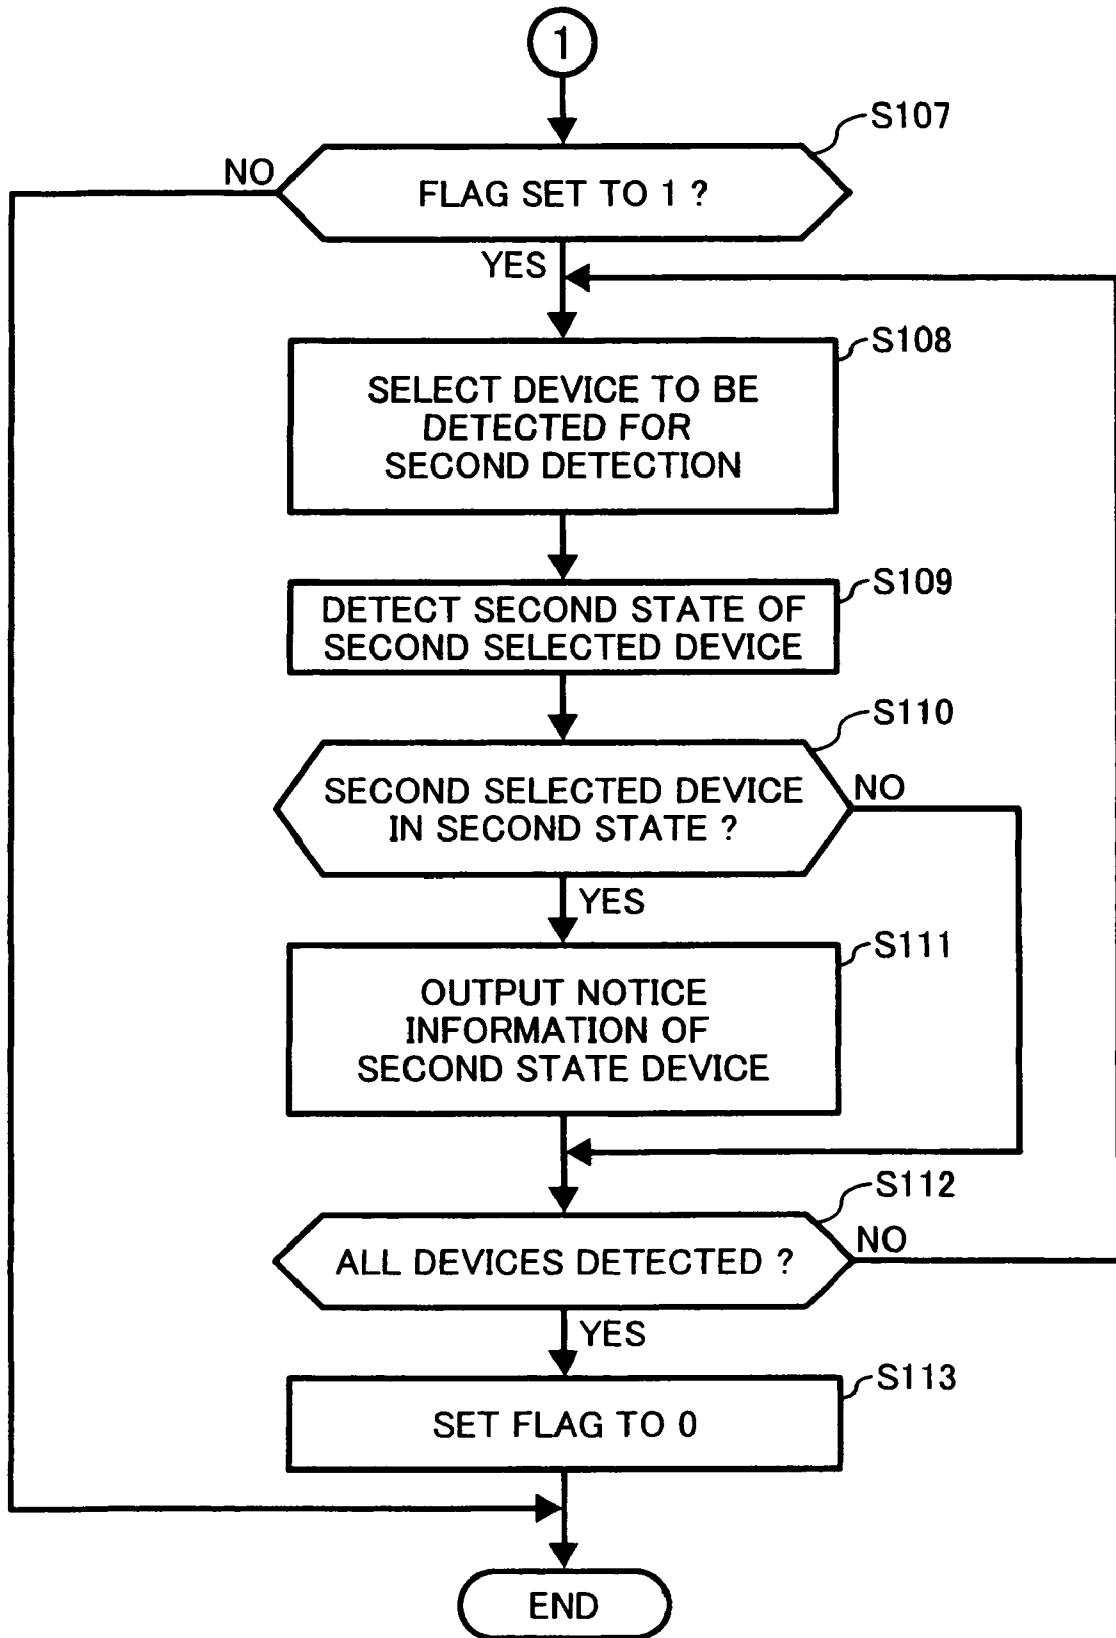 1
S107
NO
FLAG SET TO 1 ?
YES
S108
SELECT DEVICE TO BE
DETECTED FOR
SECOND DETECTION
S109
DETECT SECOND STATE OF
SECOND SELECTED DEVICE
S110
SECOND SELECTED DEVICE
IN SECOND STATE ?
NO
YES
S111
OUTPUT NOTICE
INFORMATION OF
SECOND STATE DEVICE
S112
ALL DEVICES DETECTED ?
NO
YES
S113
SET FLAG TO 0
END